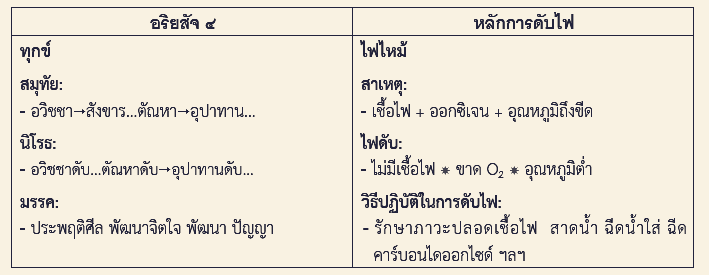 อริยสัจ ๔
หลักการดับไฟ
ทุกข์
ไฟไหม้
สมุทัย:
สาเหตุ:
- อวิชชา→สังขาร...ตัณหา→อุปาทาน...
- เชื้อไฟ + ออกซิเจน + อุณหภูมิถึงขีด
นิโรธ:
ไฟดับ:
- อวิชชาดับ...ตัณหาดับ→อุปาทานดับ...
- ไม่มีเชื้อไฟ ✷ ขาด O₂ ✷ อุณหภูมิต่ำ
มรรค:
วิธีปฏิบัติในการดับไฟ:
- ประพฤติศีล พัฒนาจิตใจ พัฒนา ปัญญา
- รักษาภาวะปลอดเชื้อไฟ สาดน้ำ ฉีดน้ำใส่ ฉีด
คาร์บอนไดออกไซด์ ฯลฯ